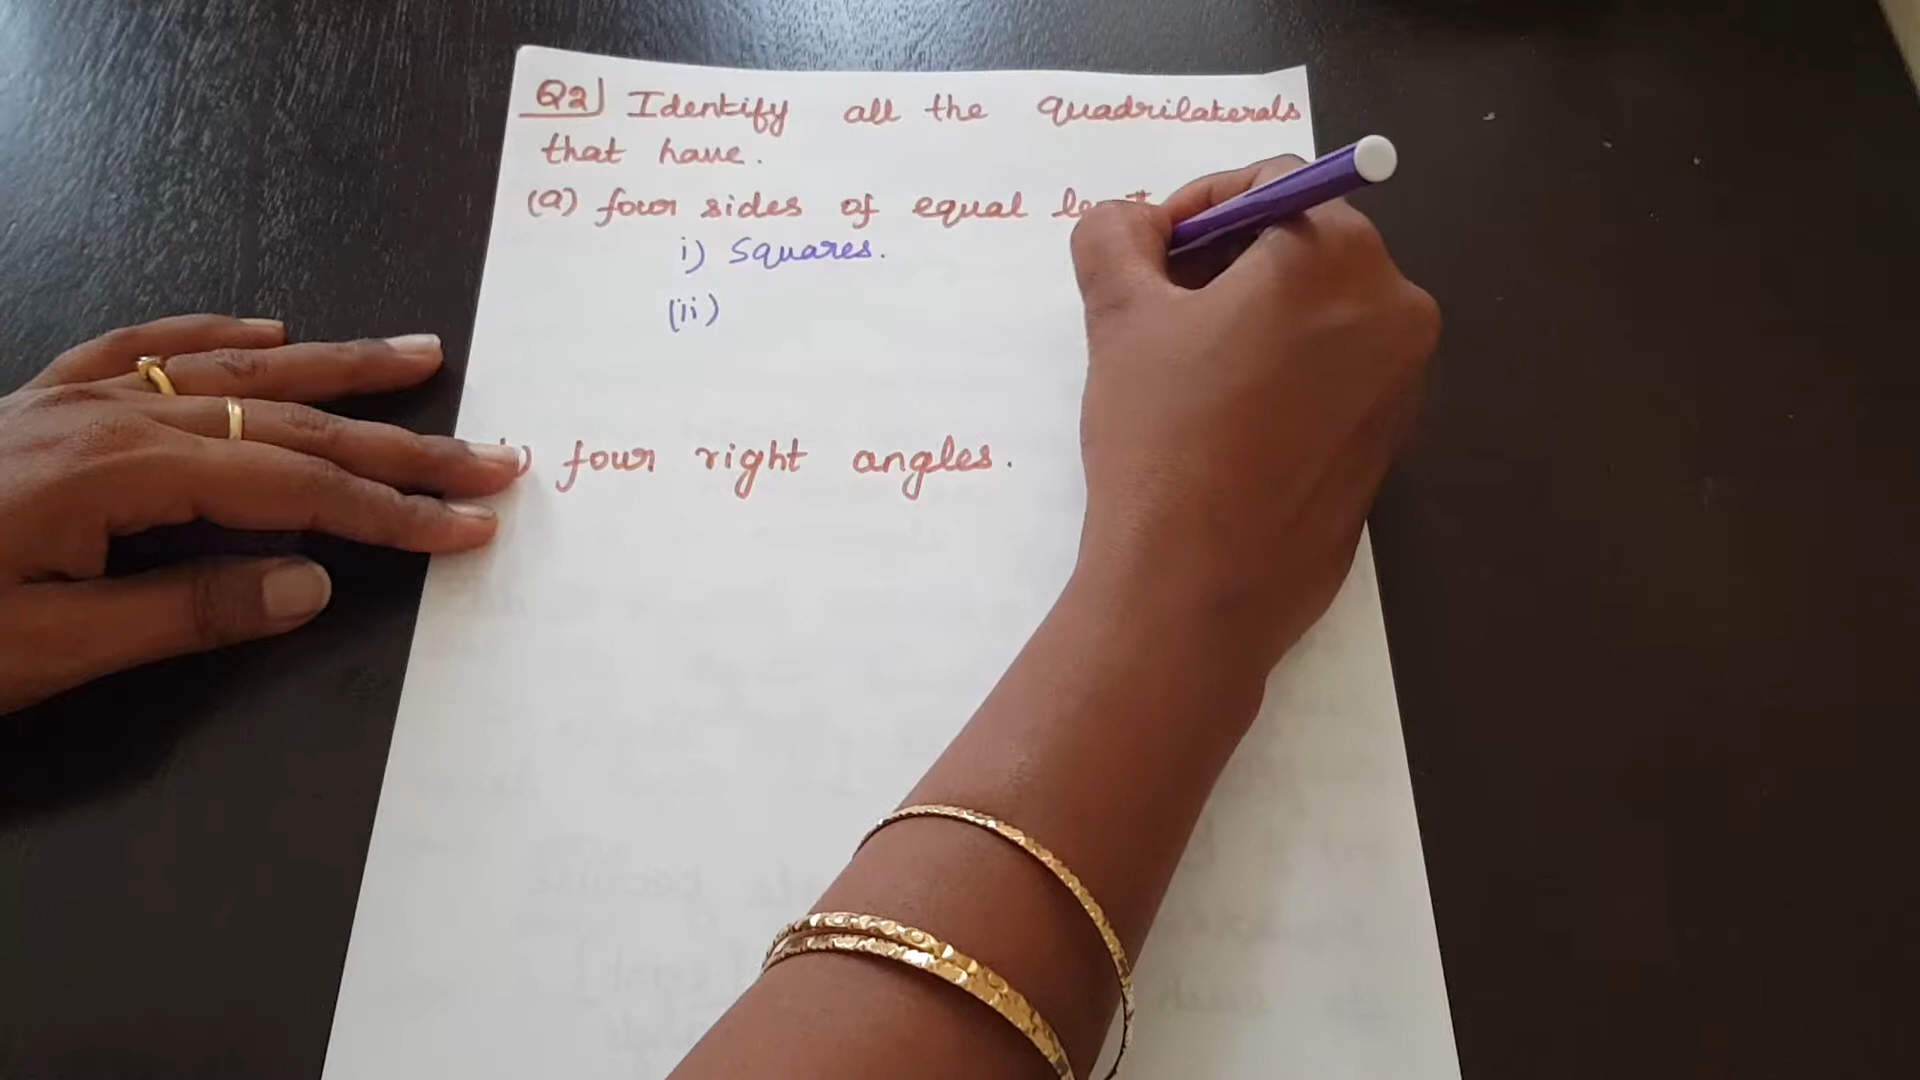 Q2) Identify all the quadrilaterals
that have.
(a) four sides of equal
i) Squares.
(ii)
four right angles.